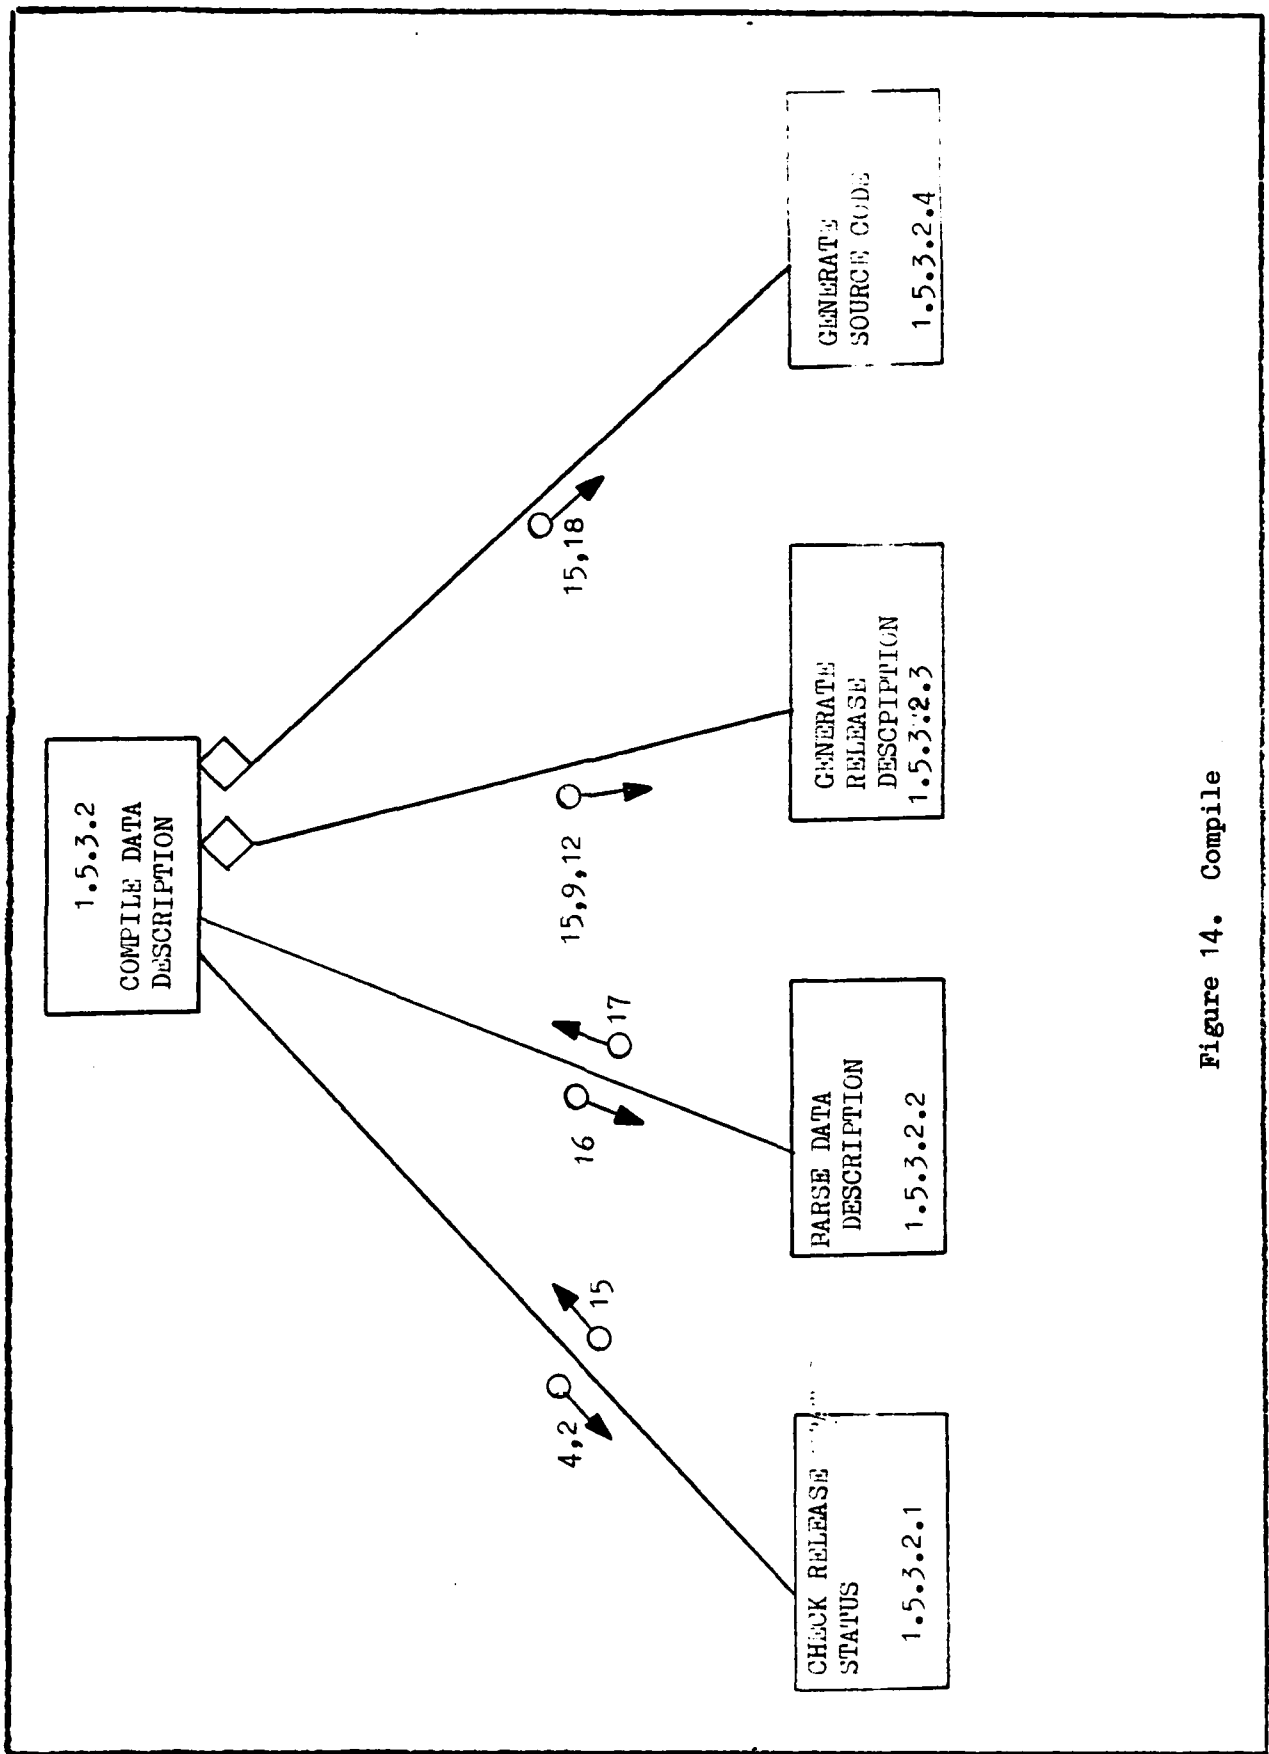 1.5.3.2
COMPILE DATA
DESCRIPTION
4,2
15
16
17
15,9,12
15,18
CHECK RELEASE
STATUS
1.5.3.2.1
PARSE DATA
DESCRIPTION
1.5.3.2.2
GENERATE
RELEASE
DESCPIPTION
1.5.3.2.3
GENERATE
SOURCE CODE
1.5.3.2.4
Figure 14. Compile